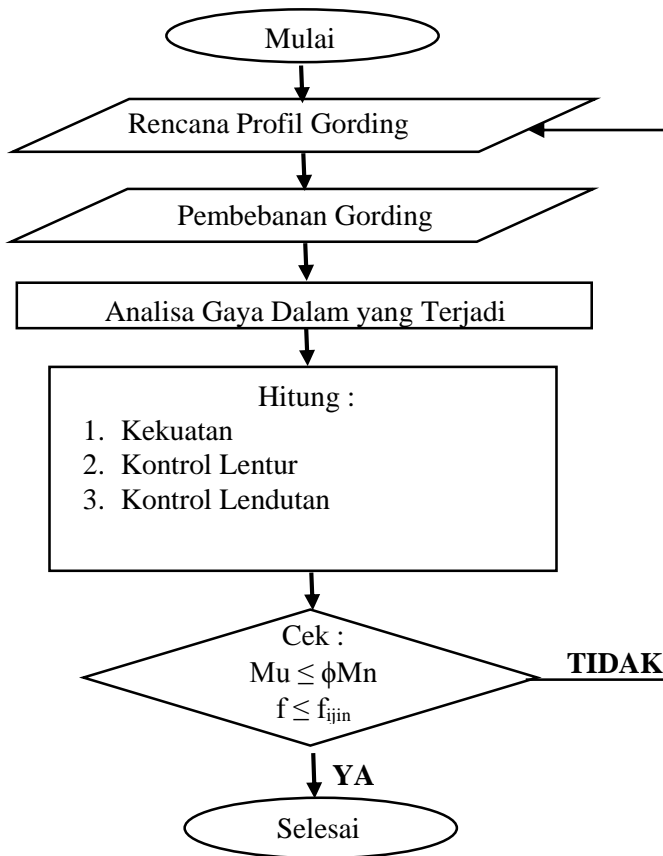 Mulai
Rencana Profil Gording
Pembebanan Gording
Analisa Gaya Dalam yang Terjadi
Hitung :
1. Kekuatan
2. Kontrol Lentur
3. Kontrol Lendutan
Cek :
Mu ≤ ϕMn
f ≤ fijin
TIDAK
YA
Selesai